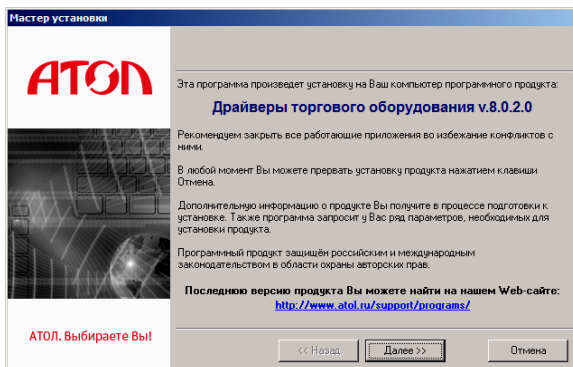 Мастер установки
АТОЛ
Эта программа произведет установку на Ваш компьютер программного продукта:
Драйверы торгового оборудования v.8.0.2.0
Рекомендуем закрыть все работающие приложения во избежание конфликтов с
ними.
В любой момент Вы можете прервать установку продукта нажатием клавиши
Отмена.
Дополнительную информацию о продукте Вы получите в процессе подготовки к
установке. Также программа запросит у Вас ряд параметров, необходимых для
установки продукта.
Программный продукт защищён российским и международным
законодательством в области охраны авторских прав.
Последнюю версию продукта Вы можете найти на нашем Web-сайте:
http://www.atol.ru/support/programs/
АТОЛ. Выбираете Вы!
<< Назад
Далее >>
Отмена